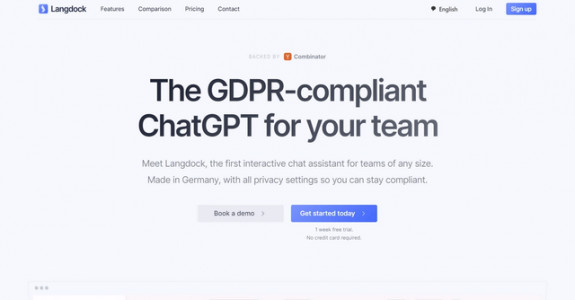 Langdock Features Comparison Pricing Contact English Log In Sign up
BACKED BY Y Combinator
The GDPR-compliant
ChatGPT for your team
Meet Langdock, the first interactive chat assistant for teams of any size.
Made in Germany, with all privacy settings so you can stay compliant.
Book a demo Get started today
1 week free trial.
No credit card required.